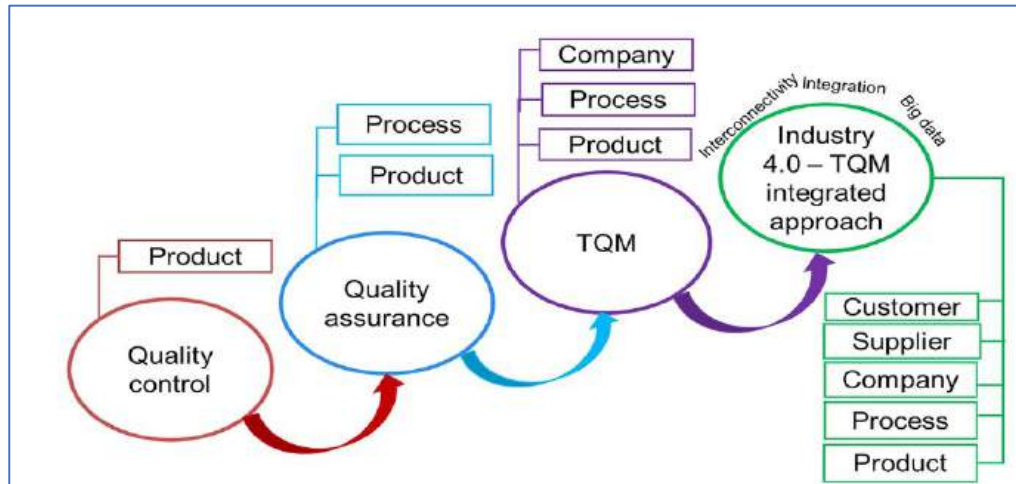 Product
Quality
control
Process
Product
Quality
assurance
Company
Process
Product
TQM
Interconnectivity
Integration
Big data
Industry
4.0 – TQM
integrated
approach
Customer
Supplier
Company
Process
Product